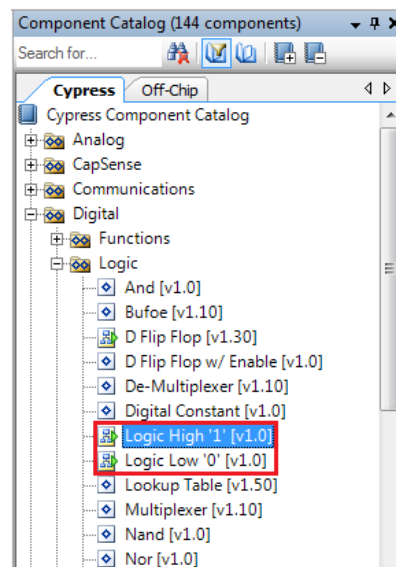 Component Catalog (144 components)
Search for...
Cypress Off-Chip
Cypress Component Catalog
Analog
CapSense
Communications
Digital
Functions
Logic
And [v1.0]
Bufoe [v1.10]
D Flip Flop [v1.30]
D Flip Flop w/ Enable [v1.0]
De-Multiplexer [v1.10]
Digital Constant [v1.0]
Logic High '1' [v1.0]
Logic Low '0' [v1.0]
Lookup Table [v1.50]
Multiplexer [v1.10]
Nand [v1.0]
Nor [v1.0]